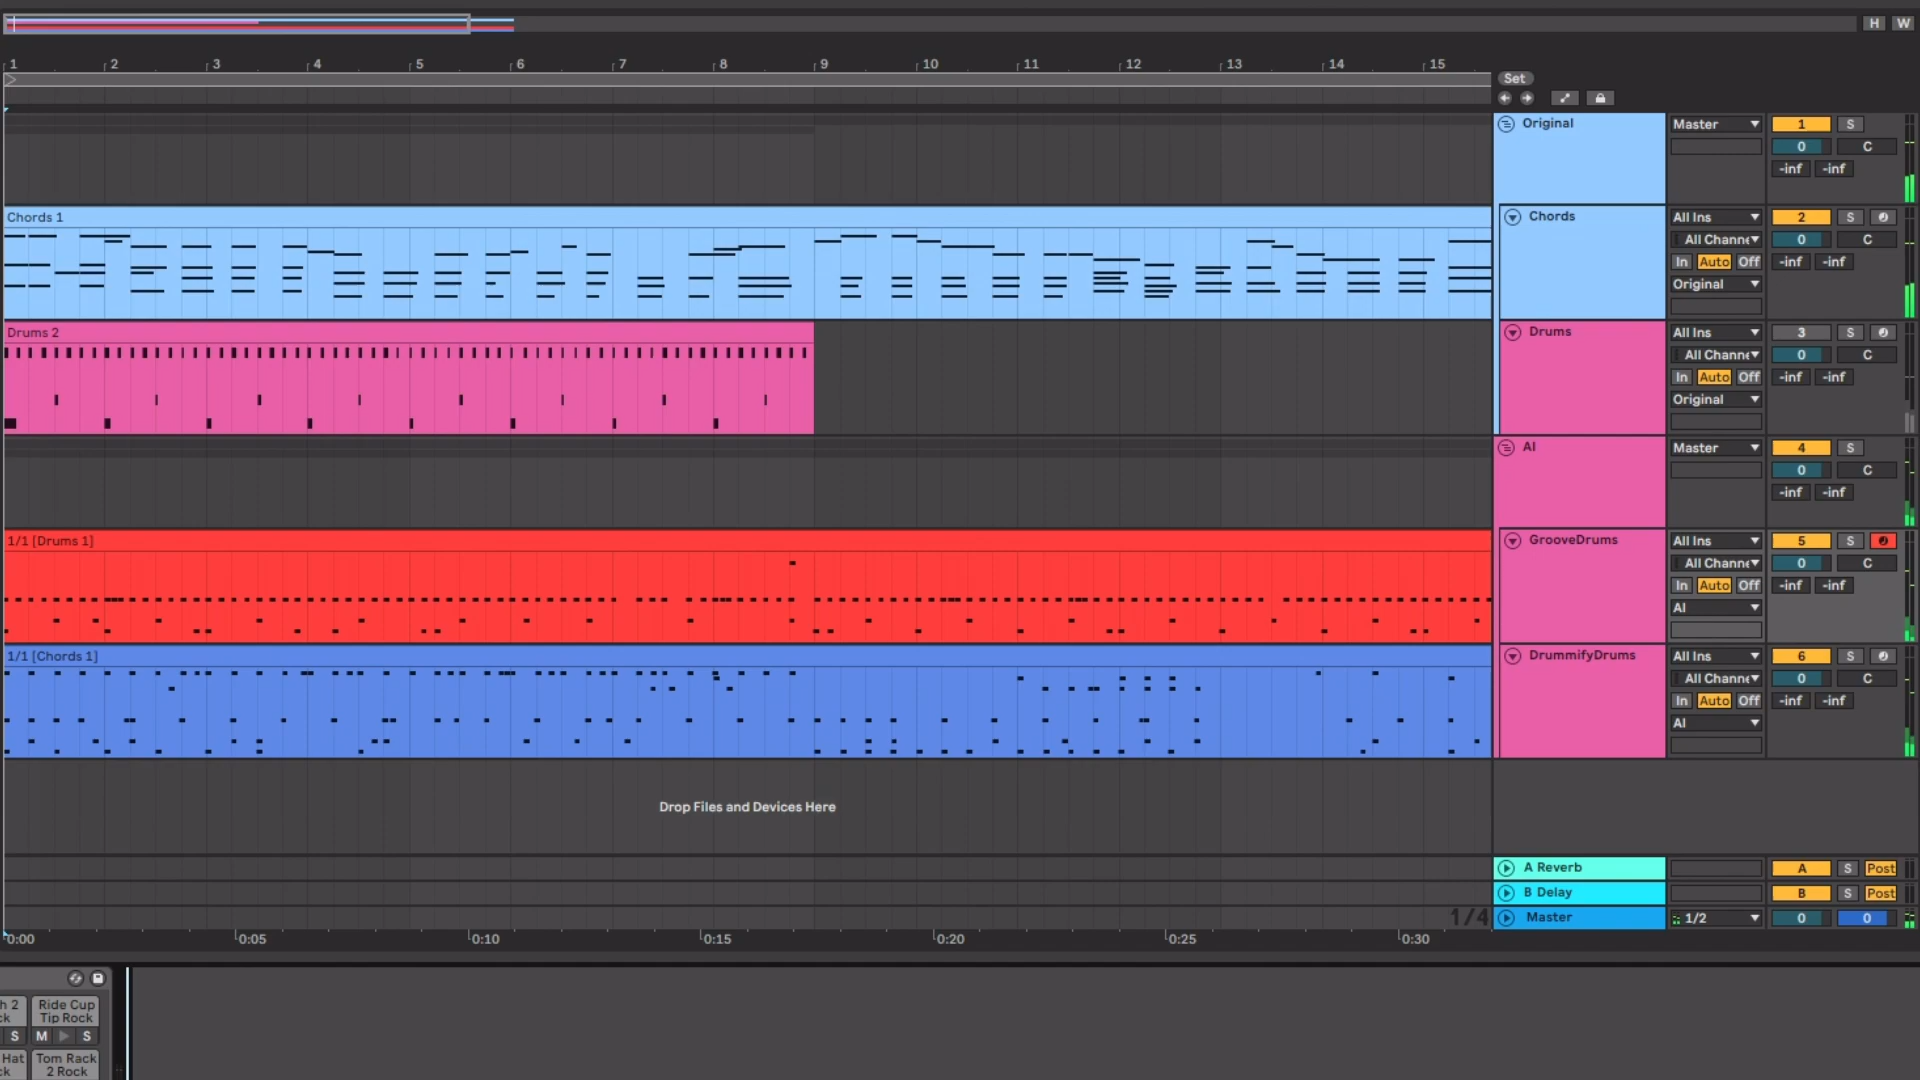 H W
1 2 3 4 5 6 7 8 9 10 11 12 13 14 15
Set
Original Master 1 S
0 C
-inf -inf
Chords 1 Chords All Ins 2 S
All Channe 0 C
In Auto Off -inf -inf
Original
Drums 2 Drums All Ins 3 S
All Channe 0 C
In Auto Off -inf -inf
Original
AI Master 4 S
0 C
-inf -inf
1/1 [Drums 1] GrooveDrums All Ins 5 S
All Channe 0 C
In Auto Off -inf -inf
AI
1/1 [Chords 1] DrummifyDrums All Ins 6 S
All Channe 0 C
In Auto Off -inf -inf
AI
Drop Files and Devices Here
A Reverb A S Post
B Delay B S Post
1/4 Master 1/2 0 0
0:00 0:05 0:10 0:15 0:20 0:25 0:30
h 2 Ride Cup
ck Tip Rock
S M S
Hat Tom Rack
ck 2 Rock